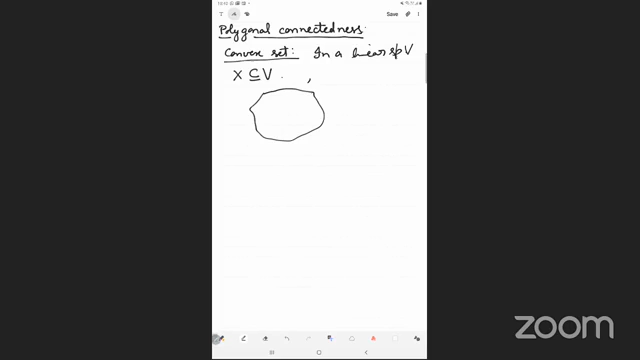 Save
Polygonal connectedness:
Convex set: In a linear sp V
X ⊆ V . ,
zoom